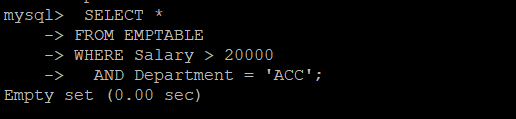 mysql>  SELECT *
    -> FROM EMPTABLE
    -> WHERE Salary > 20000
    ->   AND Department = 'ACC';
Empty set (0.00 sec)